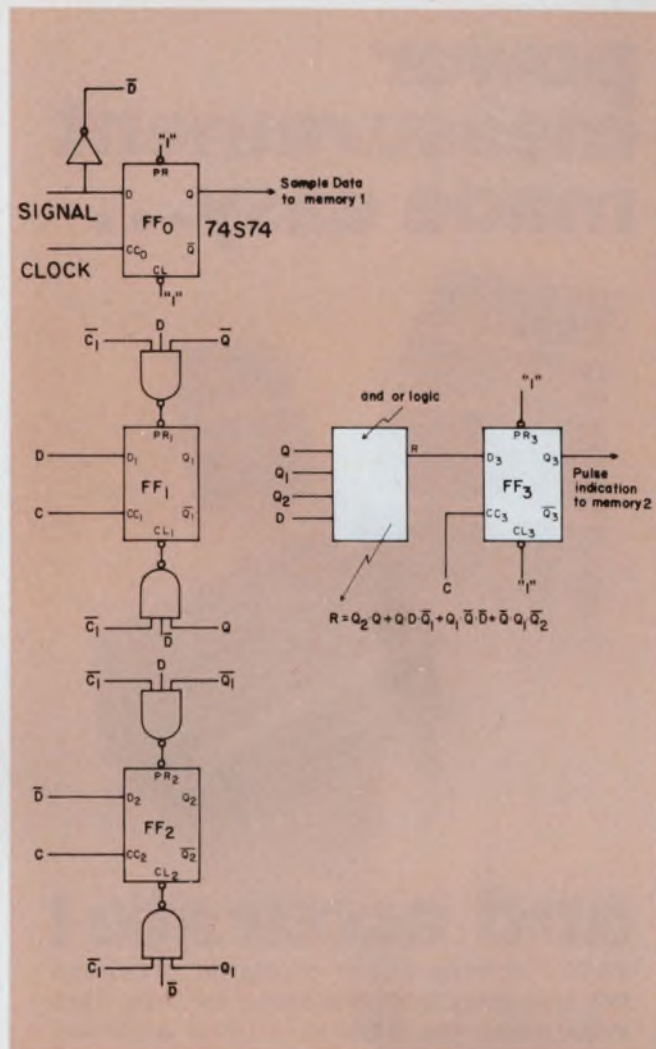 D̅
"1"
PR
SIGNAL
D
Q
Sample Data
to memory 1
FF₀
74S74
CLOCK
CC₀
Q̅
CL
"1"
D
C̅₁
Q̅
D
PR₁
D₁
Q₁
FF₁
C
CC₁
Q̅₁
CL₁
C̅₁
D̅
Q
and or logic
"1"
Q
Q₁
Q₂
D
R
PR₃
D₃
Q₃
FF₃
Pulse
indication
to memory 2
CC₃
Q̅₃
CL₃
C
"1"
R = Q₂·Q + Q·D·Q̅₁ + Q₁·Q̅·D̅ + Q̅·Q₁·Q̅₂
D
C̅₁
Q̅₁
PR₂
D̅
D₂
Q₂
FF₂
C
CC₂
Q̅₂
CL₂
C̅₁
D̅
Q₁